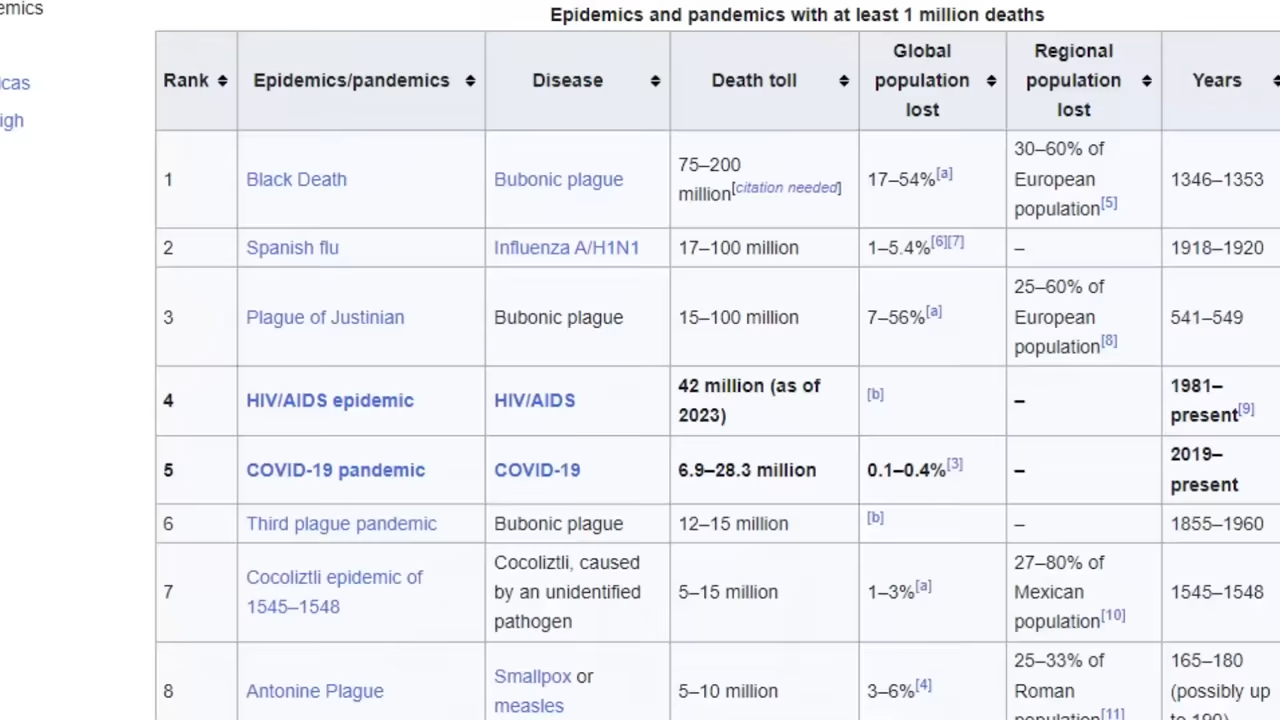 emics
icas
igh
Epidemics and pandemics with at least 1 million deaths
Rank Epidemics/pandemics Disease Death toll Global population lost Regional population lost Years
1 Black Death Bubonic plague 75–200 million[citation needed] 17–54%[a] 30–60% of European population[5] 1346–1353
2 Spanish flu Influenza A/H1N1 17–100 million 1–5.4%[6][7] – 1918–1920
3 Plague of Justinian Bubonic plague 15–100 million 7–56%[a] 25–60% of European population[8] 541–549
4 HIV/AIDS epidemic HIV/AIDS 42 million (as of 2023) [b] – 1981–present[9]
5 COVID-19 pandemic COVID-19 6.9–28.3 million 0.1–0.4%[3] – 2019–present
6 Third plague pandemic Bubonic plague 12–15 million [b] – 1855–1960
7 Cocoliztli epidemic of 1545–1548 Cocoliztli, caused by an unidentified pathogen 5–15 million 1–3%[a] 27–80% of Mexican population[10] 1545–1548
8 Antonine Plague Smallpox or measles 5–10 million 3–6%[4] 25–33% of Roman population[11] 165–180 (possibly up to 190)